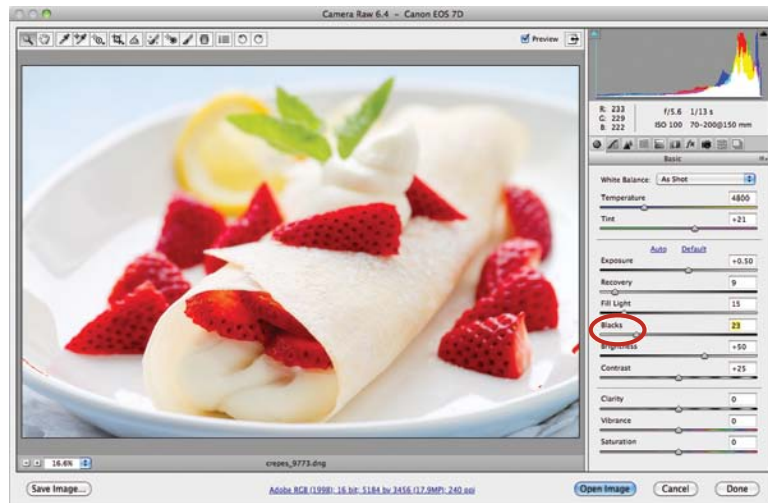 Camera Raw 6.4 – Canon EOS 7D
Preview
R: 233
G: 229
B: 222
f/5.6 1/13 s
ISO 100 70-200@150 mm
Basic
White Balance: As Shot
Temperature 4800
Tint +21
Auto Default
Exposure +0.50
Recovery 9
Fill Light 15
Blacks 23
Brightness +50
Contrast +25
Clarity 0
Vibrance 0
Saturation 0
16.6% crepes_9773.dng
Save Image... Adobe RGB (1998); 16 bit; 5184 by 3456 (17.9MP); 240 ppi Open Image Cancel Done